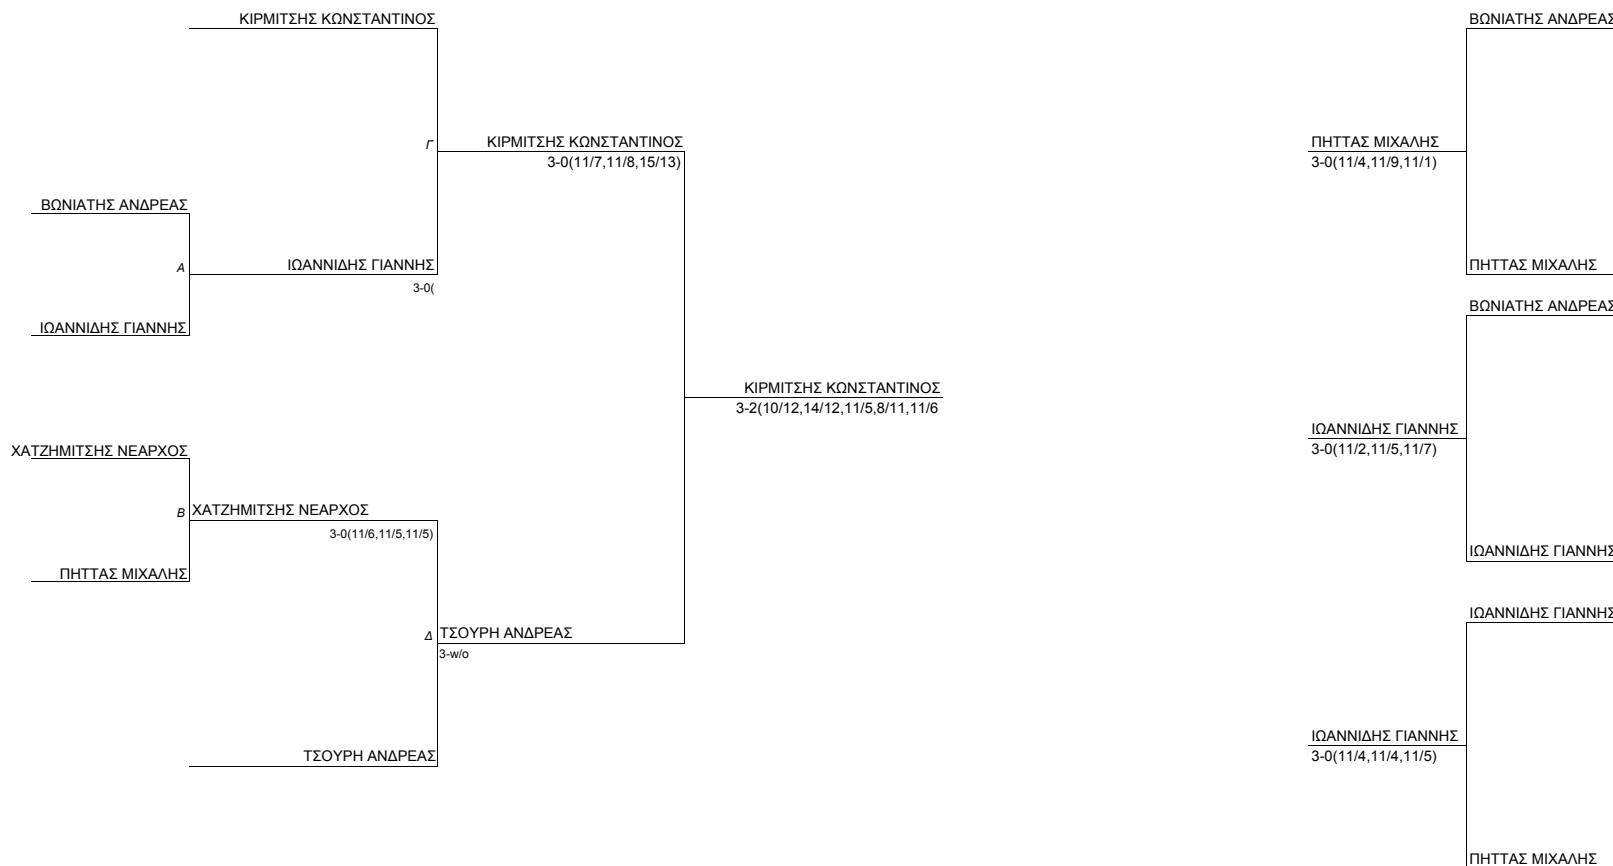 ΚΙΡΜΙΤΣΗΣ ΚΩΝΣΤΑΝΤΙΝΟΣ
Γ
ΚΙΡΜΙΤΣΗΣ ΚΩΝΣΤΑΝΤΙΝΟΣ
3-0(11/7,11/8,15/13)
ΒΩΝΙΑΤΗΣ ΑΝΔΡΕΑΣ
Α
ΙΩΑΝΝΙΔΗΣ ΓΙΑΝΝΗΣ
3-0(
ΙΩΑΝΝΙΔΗΣ ΓΙΑΝΝΗΣ
ΚΙΡΜΙΤΣΗΣ ΚΩΝΣΤΑΝΤΙΝΟΣ
3-2(10/12,14/12,11/5,8/11,11/6
ΧΑΤΖΗΜΙΤΣΗΣ ΝΕΑΡΧΟΣ
Β
ΧΑΤΖΗΜΙΤΣΗΣ ΝΕΑΡΧΟΣ
3-0(11/6,11/5,11/5)
ΠΗΤΤΑΣ ΜΙΧΑΛΗΣ
Δ
ΤΣΟΥΡΗ ΑΝΔΡΕΑΣ
3-w/o
ΤΣΟΥΡΗ ΑΝΔΡΕΑΣ
ΒΩΝΙΑΤΗΣ ΑΝΔΡΕΑΣ
ΠΗΤΤΑΣ ΜΙΧΑΛΗΣ
3-0(11/4,11/9,11/1)
ΠΗΤΤΑΣ ΜΙΧΑΛΗΣ
ΒΩΝΙΑΤΗΣ ΑΝΔΡΕΑΣ
ΙΩΑΝΝΙΔΗΣ ΓΙΑΝΝΗΣ
3-0(11/2,11/5,11/7)
ΙΩΑΝΝΙΔΗΣ ΓΙΑΝΝΗΣ
ΙΩΑΝΝΙΔΗΣ ΓΙΑΝΝΗΣ
ΙΩΑΝΝΙΔΗΣ ΓΙΑΝΝΗΣ
3-0(11/4,11/4,11/5)
ΠΗΤΤΑΣ ΜΙΧΑΛΗΣ